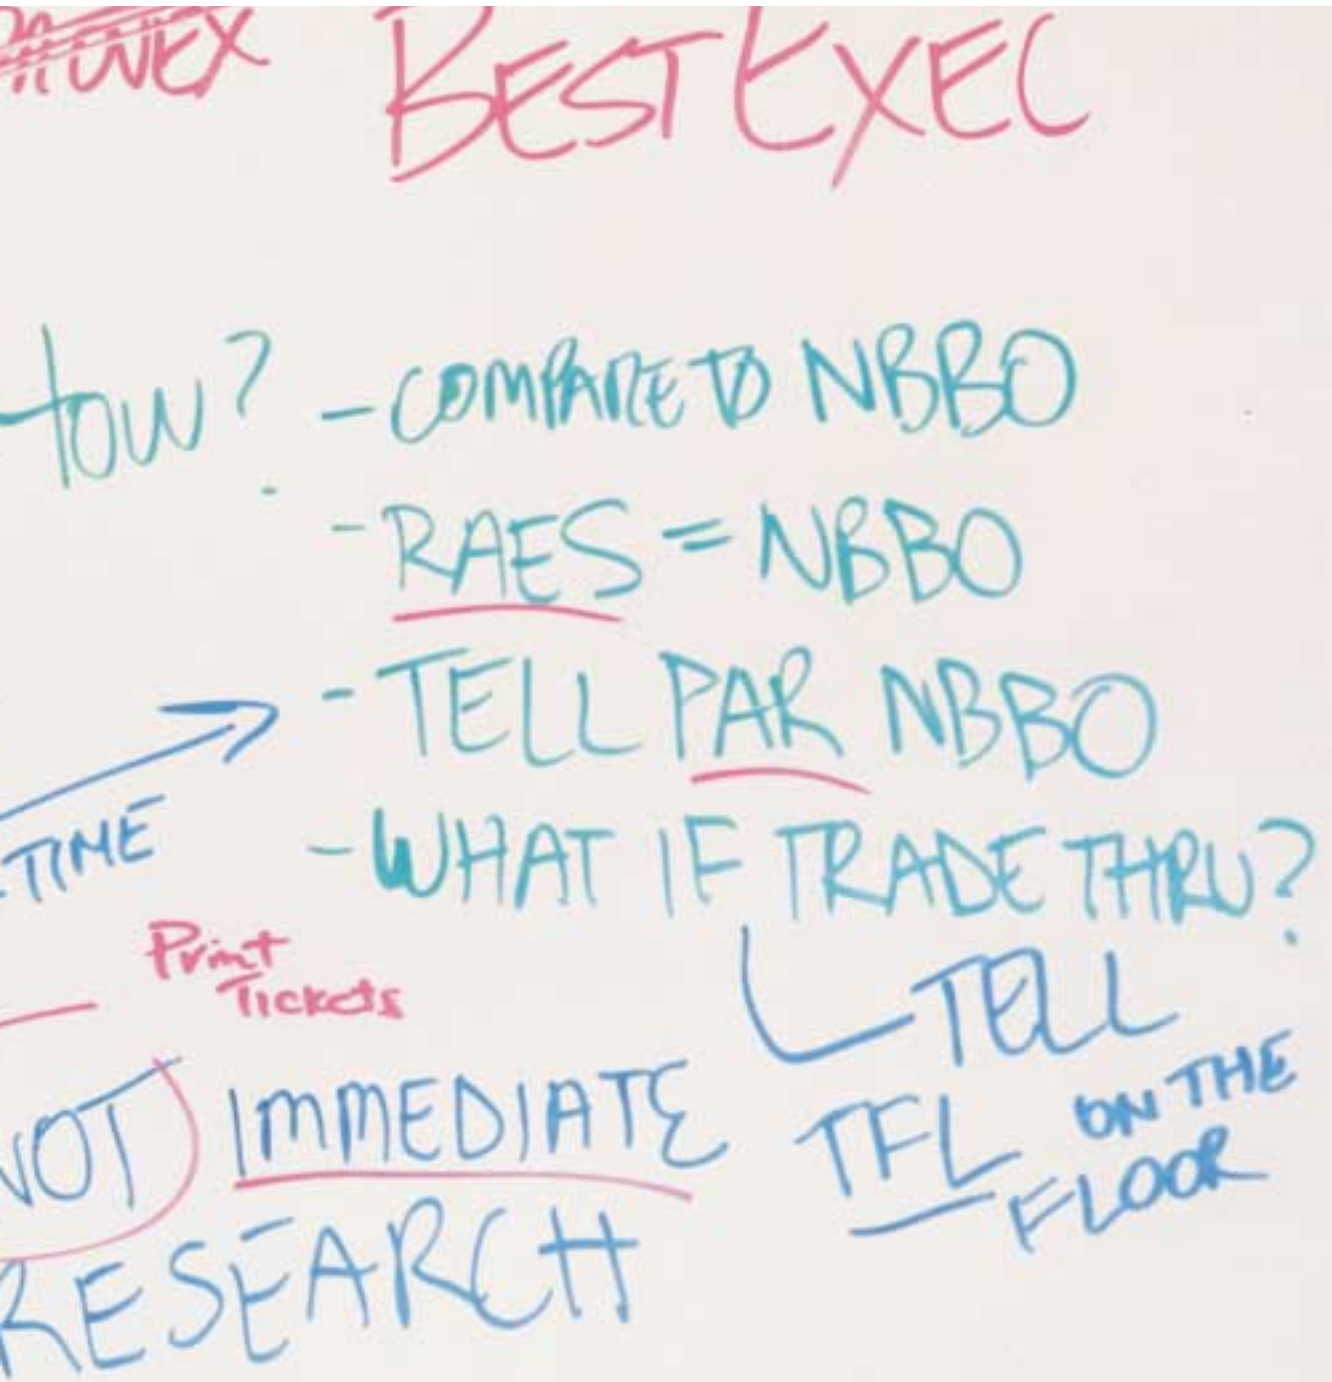 BEST EXEC
HOW? - COMPARE TO NBBO
- RAES = NBBO
- TELL PAR NBBO
TIME
- WHAT IF TRADE THRU?
Print
Tickets
TELL
TFL ON THE
FLOOR
NOT IMMEDIATE
RESEARCH